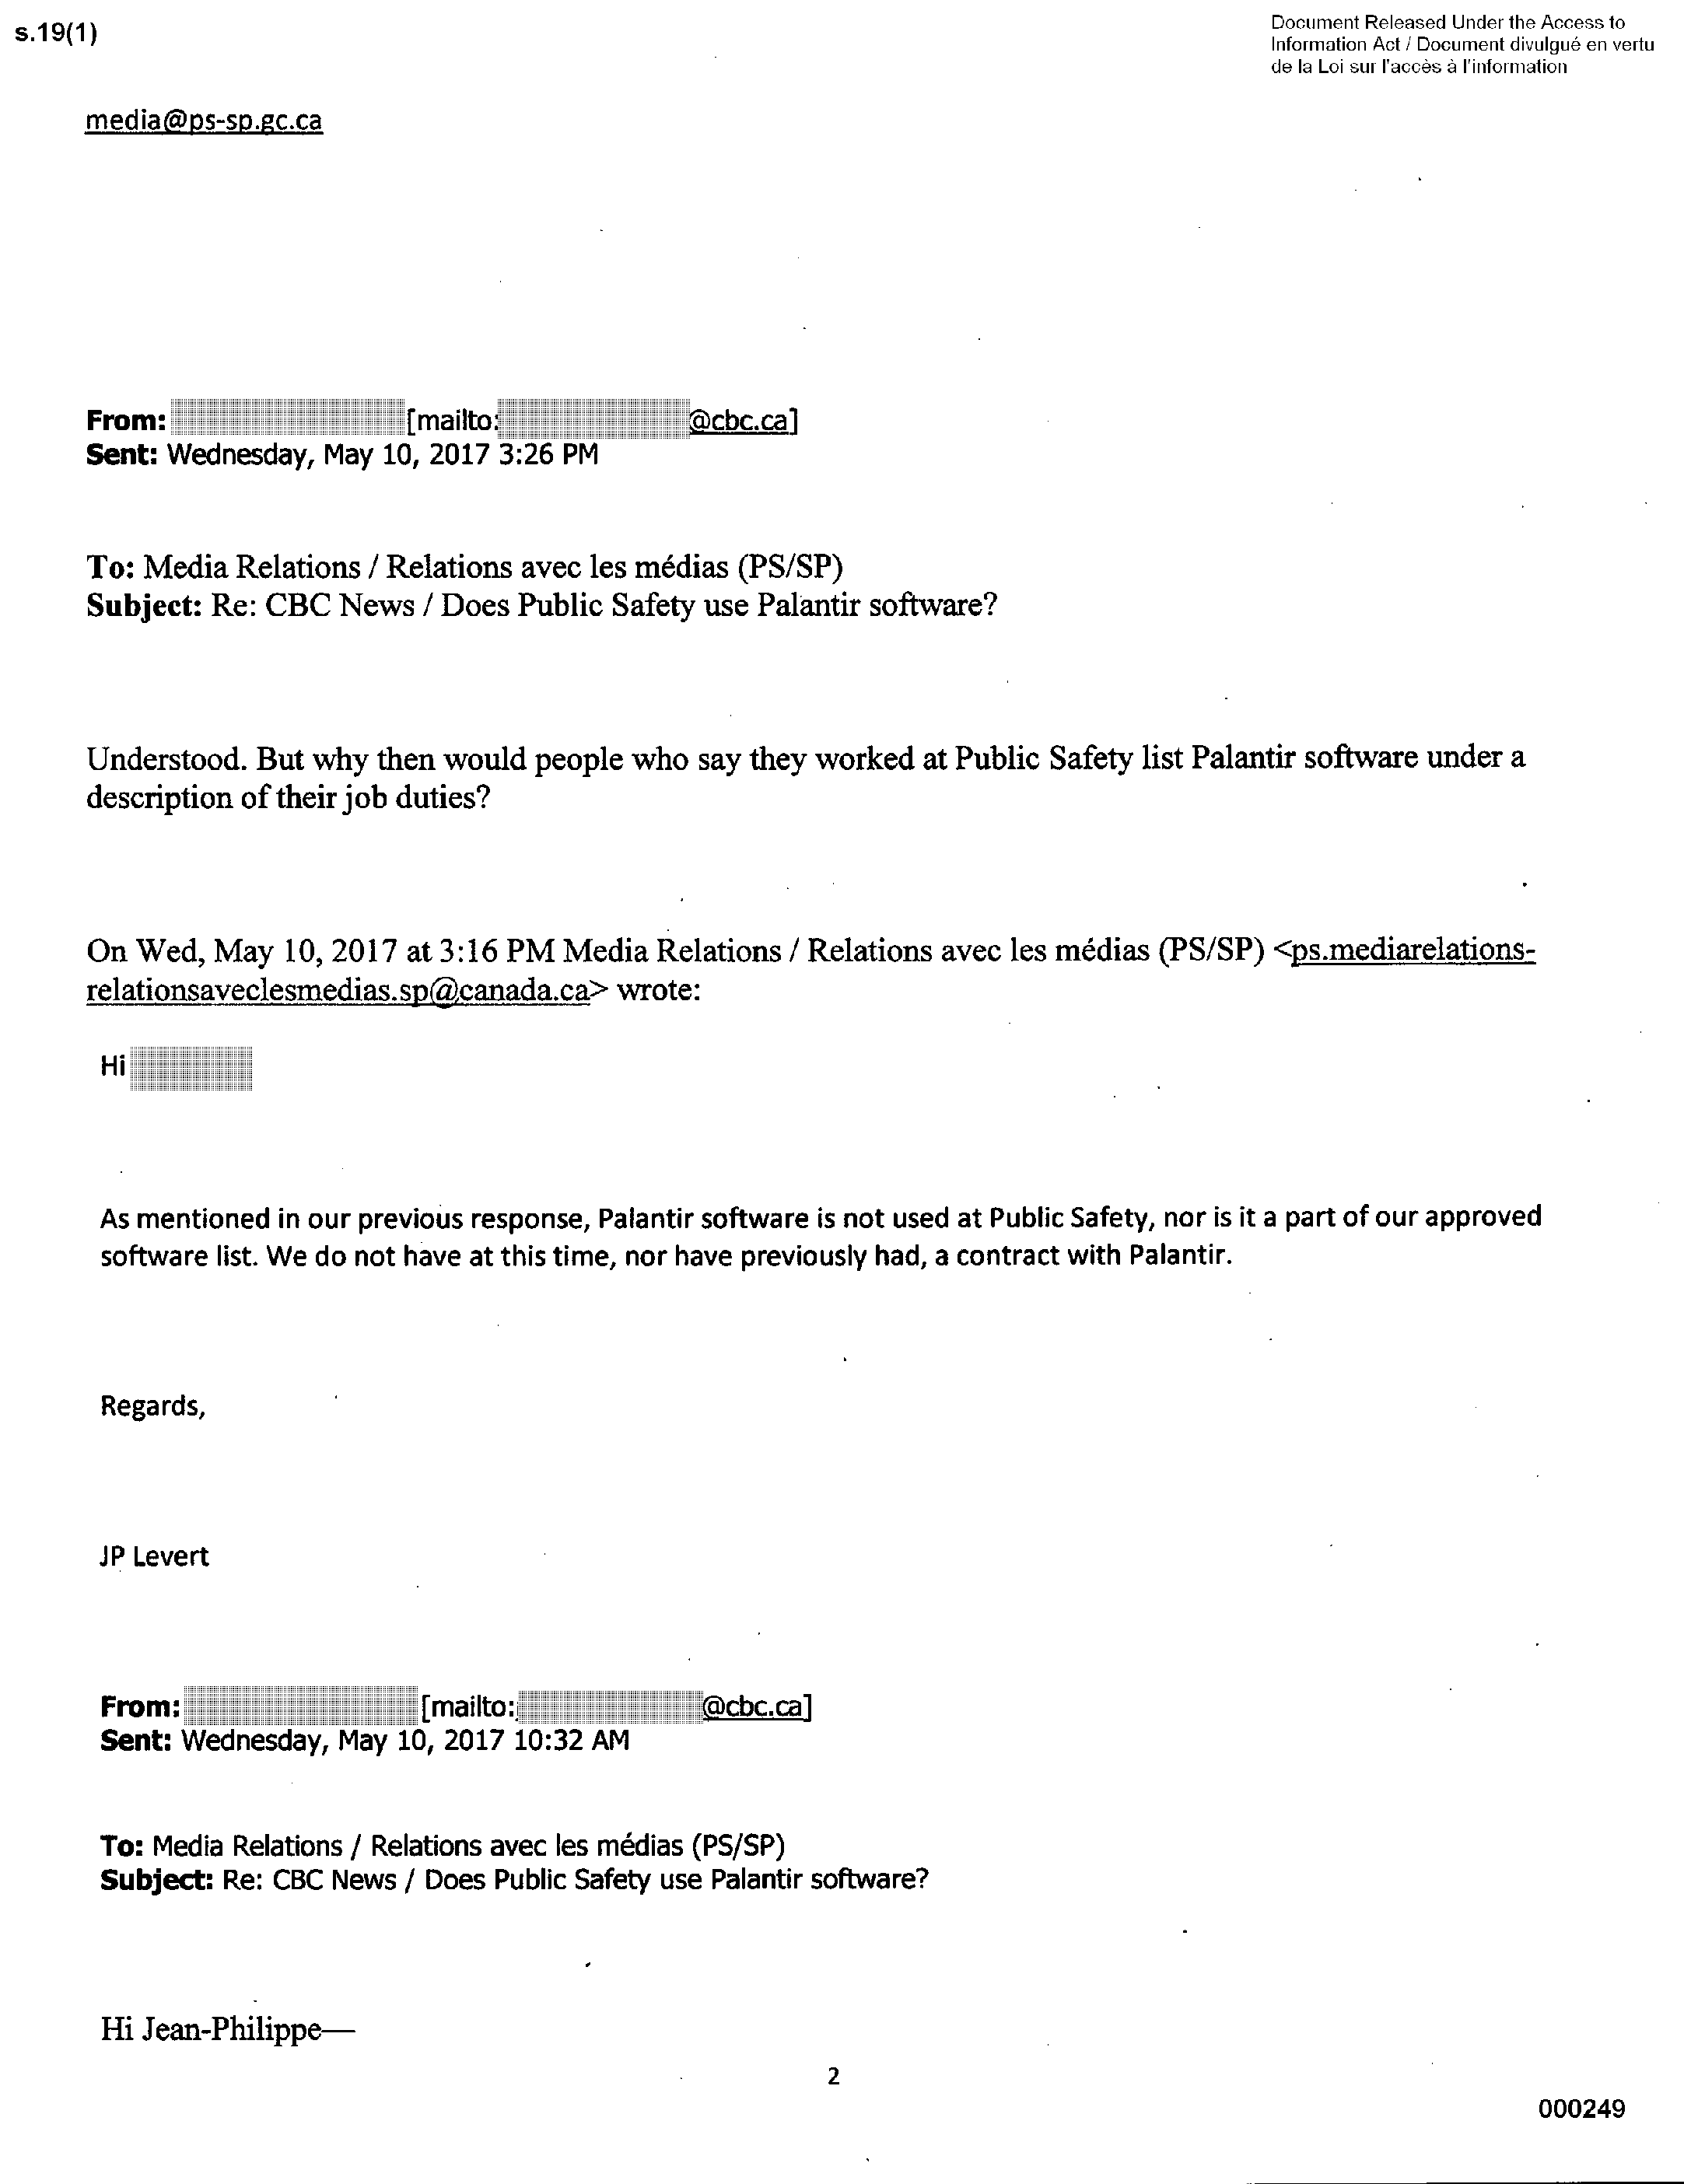 s.19(1)
Document Released Under the Access to
Information Act / Document divulgué en vertu
de la Loi sur l'accès à l'information
media@ps-sp.gc.ca
From: [mailto: @cbc.ca]
Sent: Wednesday, May 10, 2017 3:26 PM
To: Media Relations / Relations avec les médias (PS/SP)
Subject: Re: CBC News / Does Public Safety use Palantir software?
Understood. But why then would people who say they worked at Public Safety list Palantir software under a
description of their job duties?
On Wed, May 10, 2017 at 3:16 PM Media Relations / Relations avec les médias (PS/SP) <ps.mediarelations-
relationsaveclesmedias.sp@canada.ca> wrote:
Hi
As mentioned in our previous response, Palantir software is not used at Public Safety, nor is it a part of our approved
software list. We do not have at this time, nor have previously had, a contract with Palantir.
Regards,
JP Levert
From: [mailto: @cbc.ca]
Sent: Wednesday, May 10, 2017 10:32 AM
To: Media Relations / Relations avec les médias (PS/SP)
Subject: Re: CBC News / Does Public Safety use Palantir software?
Hi Jean-Philippe—
2
000249